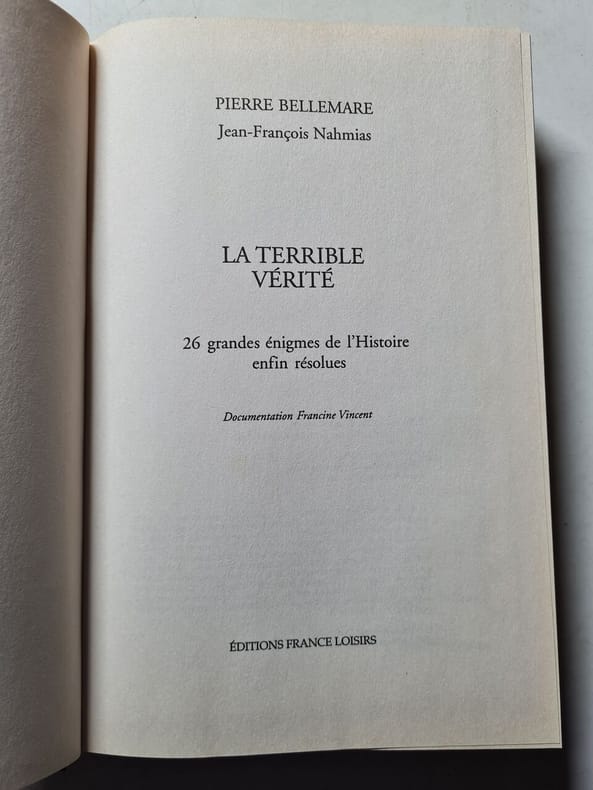 PIERRE BELLEMARE
Jean-François Nahmias
LA TERRIBLE
VÉRITÉ
26 grandes énigmes de l'Histoire
enfin résolues
Documentation Francine Vincent
ÉDITIONS FRANCE LOISIRS